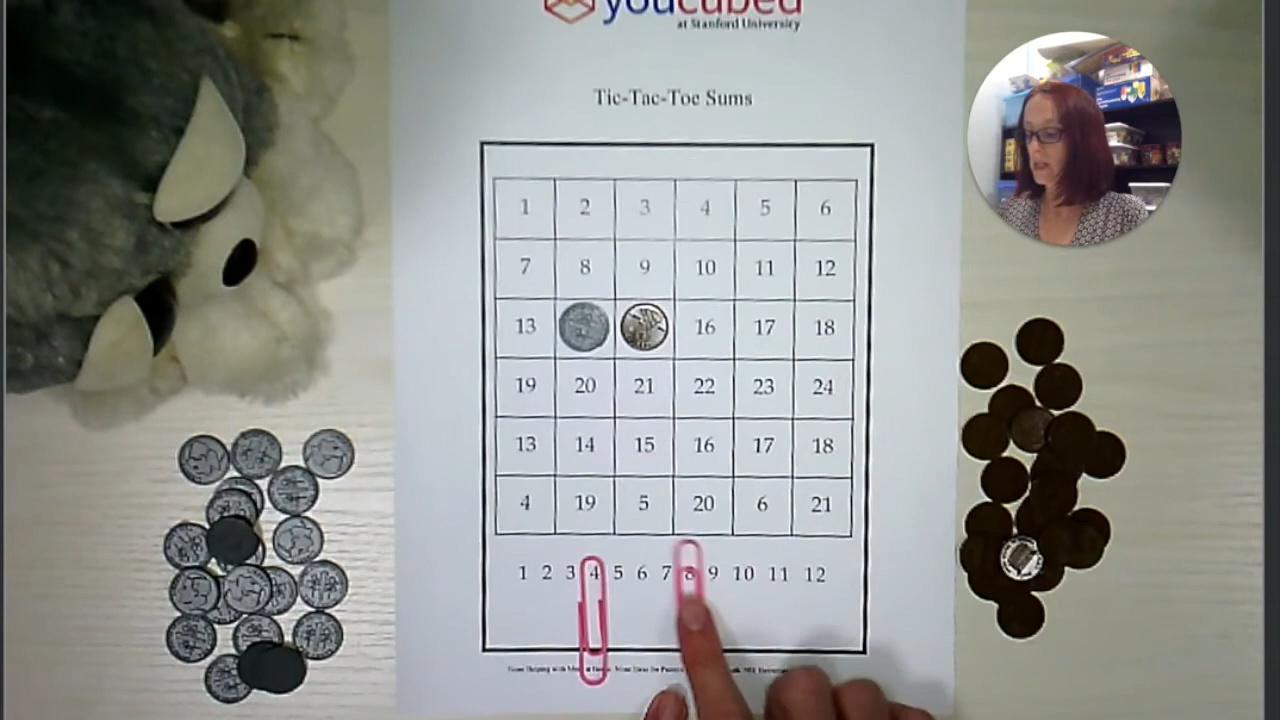 youcubed
at Stanford University
Tic-Tac-Toe Sums
1 2 3 4 5 6
7 8 9 10 11 12
13 16 17 18
19 20 21 22 23 24
13 14 15 16 17 18
4 19 5 20 6 21
1 2 3 4 5 6 7 8 9 10 11 12